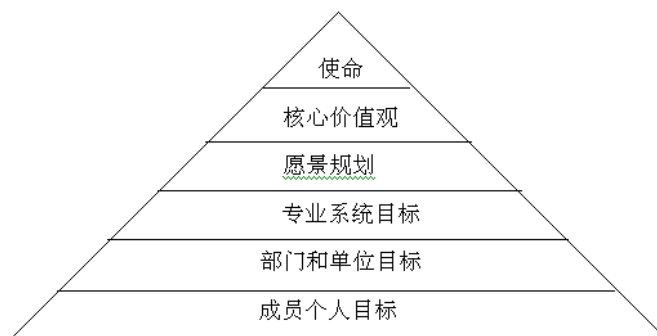 使命
核心价值观
愿景规划
专业系统目标
部门和单位目标
成员个人目标